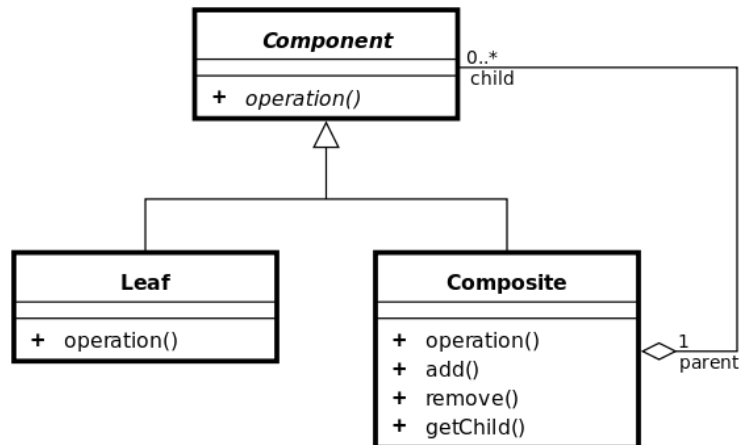 Component
0..*
child
+ operation()
Leaf
+ operation()
Composite
+ operation()
+ add()
+ remove()
+ getChild()
1
parent